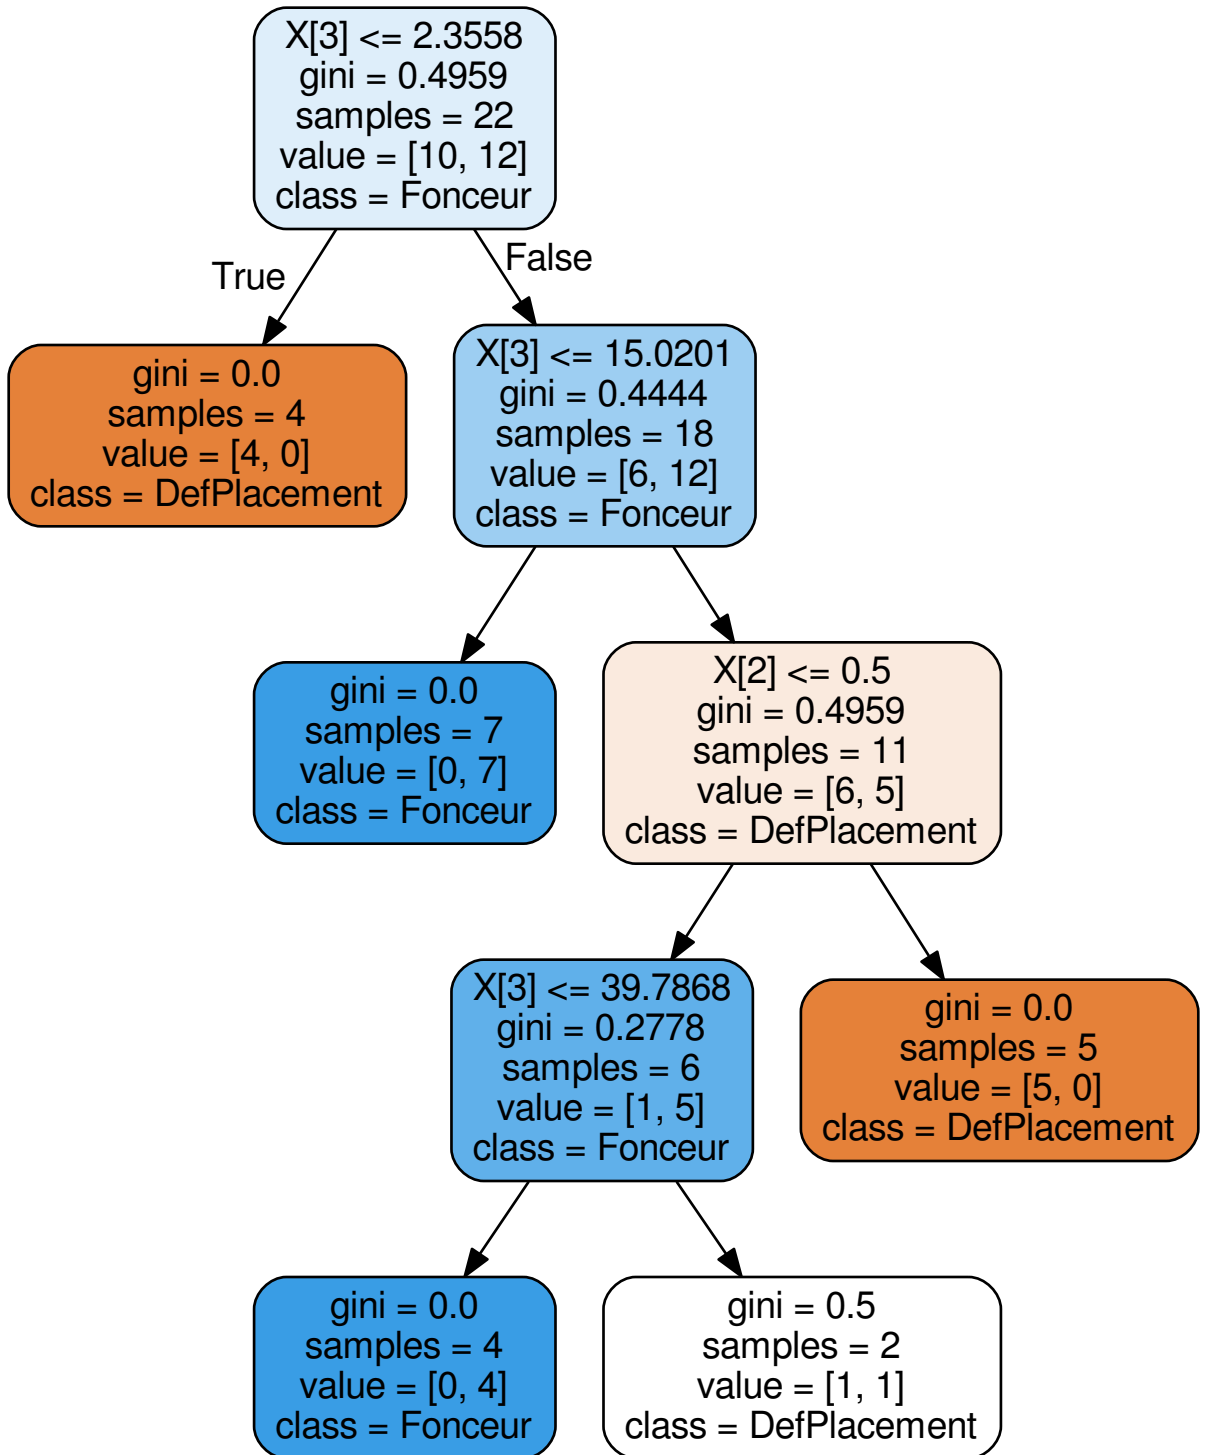 X[3] <= 2.3558
gini = 0.4959
samples = 22
value = [10, 12]
class = Fonceur
True
False
gini = 0.0
samples = 4
value = [4, 0]
class = DefPlacement
X[3] <= 15.0201
gini = 0.4444
samples = 18
value = [6, 12]
class = Fonceur
gini = 0.0
samples = 7
value = [0, 7]
class = Fonceur
X[2] <= 0.5
gini = 0.4959
samples = 11
value = [6, 5]
class = DefPlacement
X[3] <= 39.7868
gini = 0.2778
samples = 6
value = [1, 5]
class = Fonceur
gini = 0.0
samples = 5
value = [5, 0]
class = DefPlacement
gini = 0.0
samples = 4
value = [0, 4]
class = Fonceur
gini = 0.5
samples = 2
value = [1, 1]
class = DefPlacement